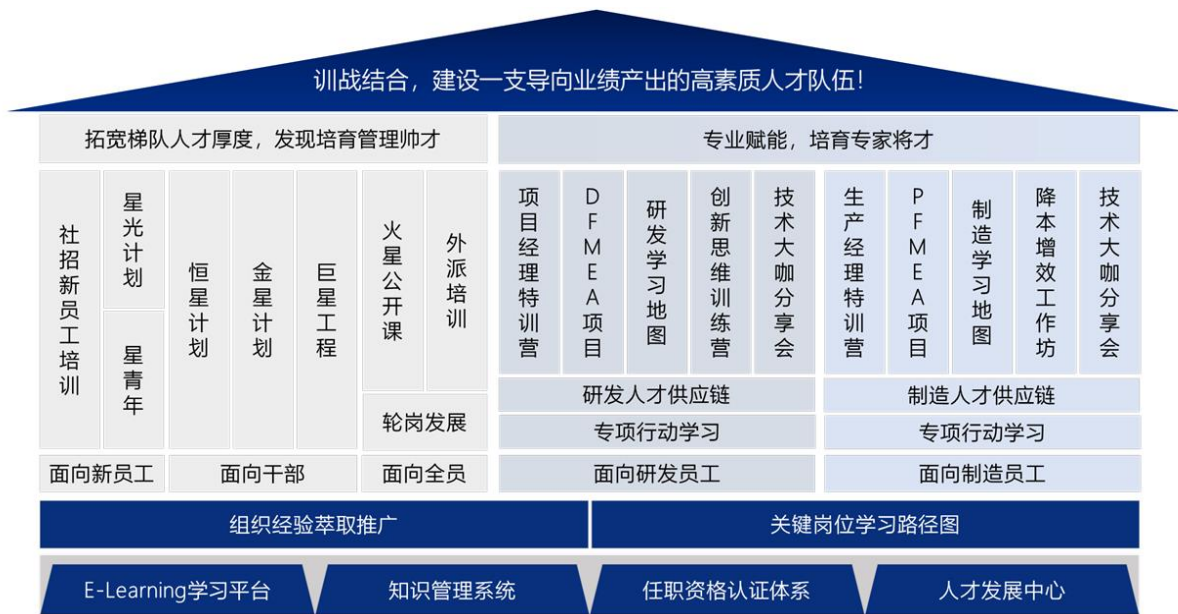 训战结合，建设一支导向业绩产出的高素质人才队伍！
拓宽梯队人才厚度，发现培育管理帅才
专业赋能，培育专家将才
社招新员工培训
星光计划
星青年
恒星计划
金星计划
巨星工程
火星公开课
外派培训
轮岗发展
项目经理特训营
DFMEA项目
研发学习地图
创新思维训练营
技术大咖分享会
生产经理特训营
PFMEA项目
制造学习地图
降本增效工作坊
技术大咖分享会
研发人才供应链
制造人才供应链
专项行动学习
专项行动学习
面向新员工
面向干部
面向全员
面向研发员工
面向制造员工
组织经验萃取推广
关键岗位学习路径图
E-Learning学习平台
知识管理系统
任职资格认证体系
人才发展中心